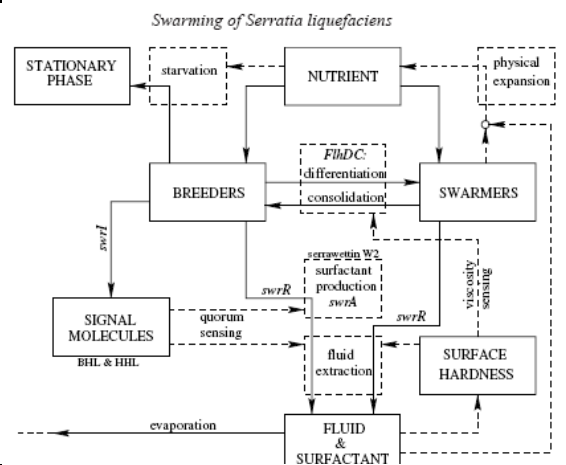 Swarming of Serratia liquefaciens
STATIONARY
PHASE
starvation
NUTRIENT
physical
expansion
FlhDC:
differentiation
consolidation
BREEDERS
SWARMERS
swrI
swrR
serrawettin W2
surfactant
production
swrA
swrR
viscosity
sensing
SIGNAL
MOLECULES
BHL & HHL
quorum
sensing
fluid
extraction
SURFACE
HARDNESS
evaporation
FLUID
&
SURFACTANT